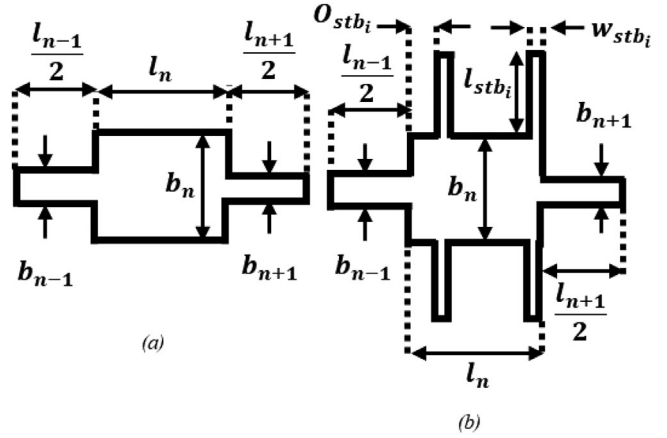 l_{n-1}/2
l_n
l_{n+1}/2
b_n
b_{n-1}
b_{n+1}
(a)
O_{stb_i}
w_{stb_i}
l_{n-1}/2
l_{stb_i}
b_{n+1}
b_n
b_{n-1}
l_{n+1}/2
l_n
(b)